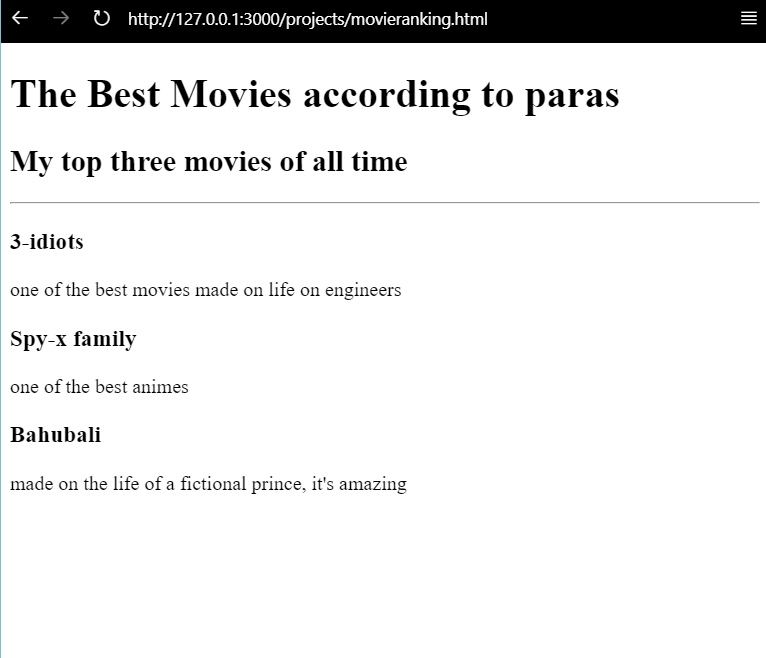 http://127.0.0.1:3000/projects/movieranking.html
The Best Movies according to paras
My top three movies of all time
3-idiots
one of the best movies made on life on engineers
Spy-x family
one of the best animes
Bahubali
made on the life of a fictional prince, it's amazing